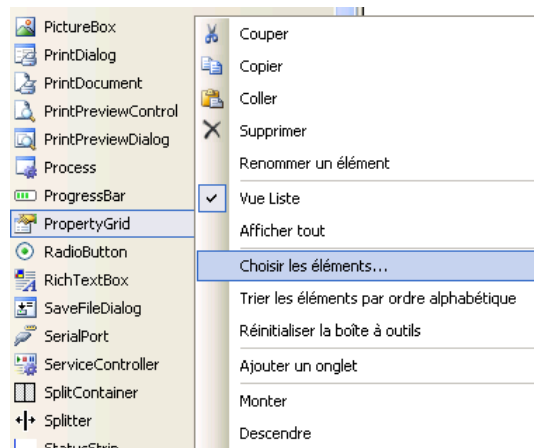 PictureBox
PrintDialog
PrintDocument
PrintPreviewControl
PrintPreviewDialog
Process
ProgressBar
PropertyGrid
RadioButton
RichTextBox
SaveFileDialog
SerialPort
ServiceController
SplitContainer
Splitter
StatusStrip
Couper
Copier
Coller
Supprimer
Renommer un élément
Vue Liste
Afficher tout
Choisir les éléments...
Trier les éléments par ordre alphabétique
Réinitialiser la boîte à outils
Ajouter un onglet
Monter
Descendre